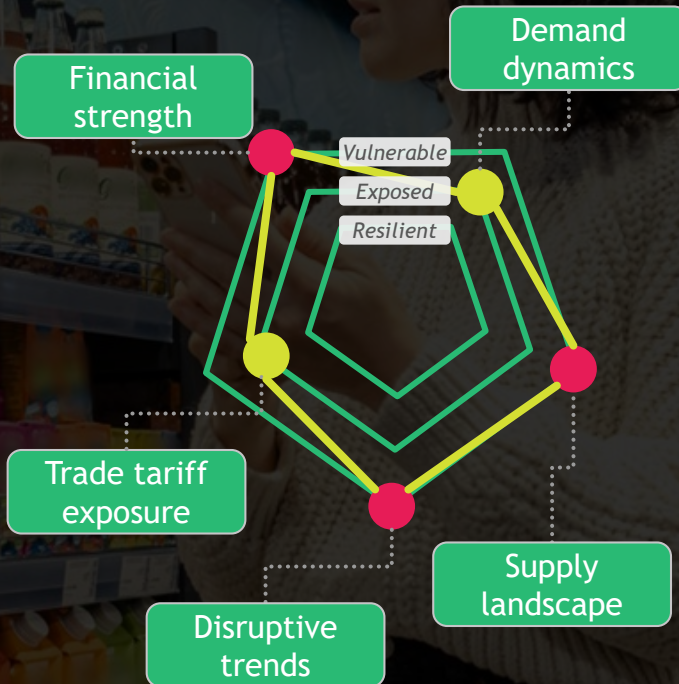 Demand
dynamics
Financial
strength
Vulnerable
Exposed
Resilient
Trade tariff
exposure
Supply
landscape
Disruptive
trends